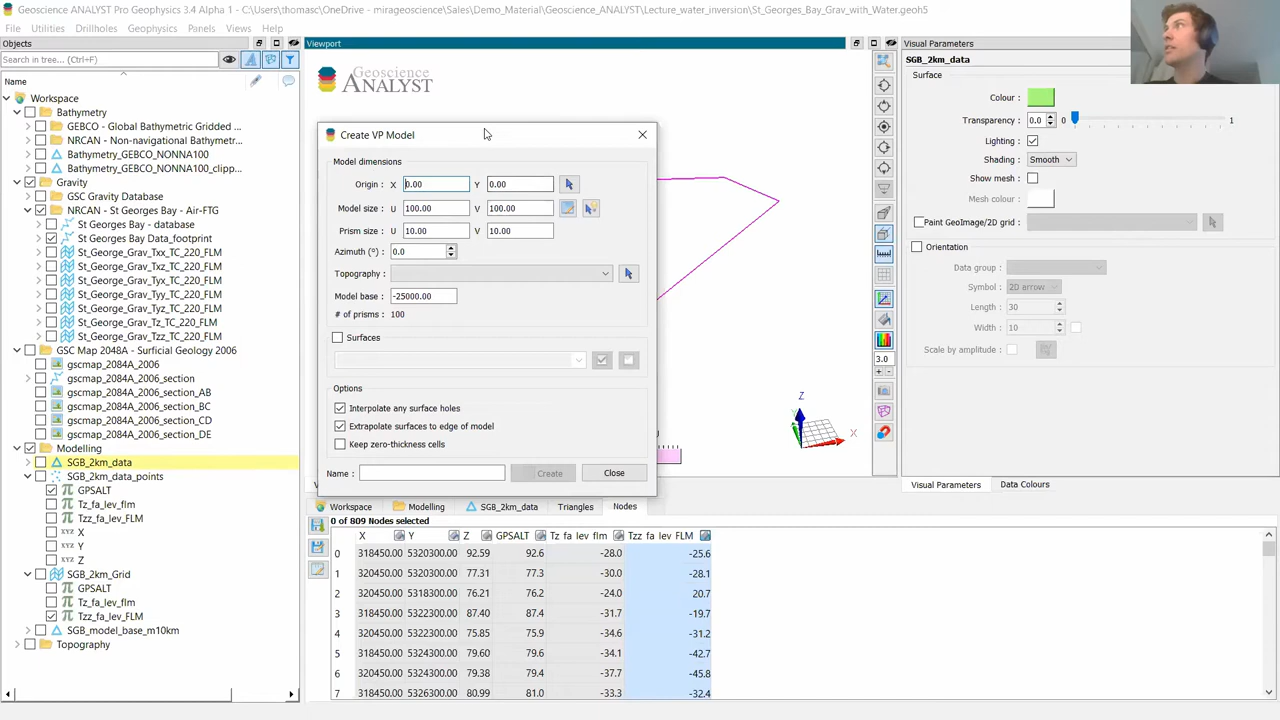 Geoscience ANALYST Pro Geophysics 3.4 Alpha 1 - C:\Users\thomasc\OneDrive - mirageoscience\Sales\Demo_Material\Geoscience_ANALYST\Lecture_water_inversion\St_Georges_Bay_Grav_with_Water.geoh5
File Utilities Drillholes Geophysics Panels Views Help
Objects
Search in tree... (Ctrl+F)
Name
Workspace
Bathymetry
GEBCO - Global Bathymetric Gridded ...
NRCAN - Non-navigational Bathymetr...
Bathymetry_GEBCO_NONNA100
Bathymetry_GEBCO_NONNA100_clipp...
Gravity
GSC Gravity Database
NRCAN - St Georges Bay - Air-FTG
St Georges Bay - database
St Georges Bay Data_footprint
St_George_Grav_Txx_TC_220_FLM
St_George_Grav_Txy_TC_220_FLM
St_George_Grav_Txz_TC_220_FLM
St_George_Grav_Tyy_TC_220_FLM
St_George_Grav_Tyz_TC_220_FLM
St_George_Grav_Tz_TC_220_FLM
St_George_Grav_Tzz_TC_220_FLM
GSC Map 2048A - Surficial Geology 2006
gscmap_2084A_2006
gscmap_2084A_2006_section
gscmap_2084A_2006_section_AB
gscmap_2084A_2006_section_BC
gscmap_2084A_2006_section_CD
gscmap_2084A_2006_section_DE
Modelling
SGB_2km_data
SGB_2km_data_points
GPSALT
Tz_fa_lev_flm
Tzz_fa_lev_FLM
XYZ X
XYZ Y
XYZ Z
SGB_2km_Grid
GPSALT
Tz_fa_lev_flm
Tzz_fa_lev_FLM
SGB_model_base_m10km
Topography
Viewport
Geoscience
ANALYST
Create VP Model
Model dimensions
Origin : X 0.00 Y 0.00
Model size : U 100.00 V 100.00
Prism size : U 10.00 V 10.00
Azimuth (°) : 0.0
Topography :
Model base : -25000.00
# of prisms : 100
Surfaces
Options
Interpolate any surface holes
Extrapolate surfaces to edge of model
Keep zero-thickness cells
Name : Create Close
Z
Y
X
3.0
Workspace Modelling SGB_2km_data Triangles Nodes
0 of 809 Nodes selected
X Y Z GPSALT Tz fa lev flm Tzz fa lev FLM
0 318450.00 5320300.00 92.59 92.6 -28.0 -25.6
1 320450.00 5320300.00 77.31 77.3 -30.0 -28.1
2 320450.00 5318300.00 76.21 76.2 -24.0 20.7
3 318450.00 5322300.00 87.40 87.4 -31.7 -19.7
4 320450.00 5322300.00 75.85 75.9 -34.6 -31.2
5 320450.00 5324300.00 79.60 79.6 -34.1 -42.7
6 320450.00 5324300.00 79.38 79.4 -37.7 -45.8
7 318450.00 5326300.00 80.99 81.0 -33.3 -32.4
Visual Parameters
SGB_2km_data
Surface
Colour :
Transparency : 0.0 0 1
Lighting :
Shading : Smooth
Show mesh :
Mesh colour :
Paint GeoImage/2D grid :
Orientation
Data group :
Symbol : 2D arrow
Length : 30
Width : 10
Scale by amplitude :
Visual Parameters Data Colours